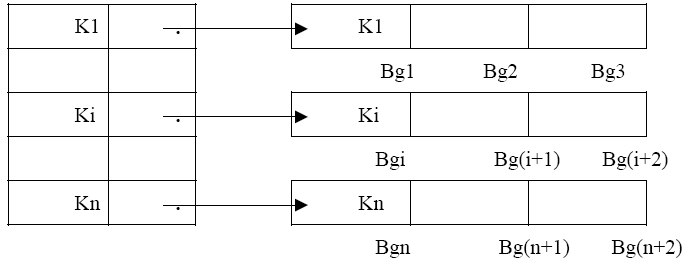 K1 . K1
Bg1 Bg2 Bg3
Ki . Ki
Bgi Bg(i+1) Bg(i+2)
Kn . Kn
Bgn Bg(n+1) Bg(n+2)